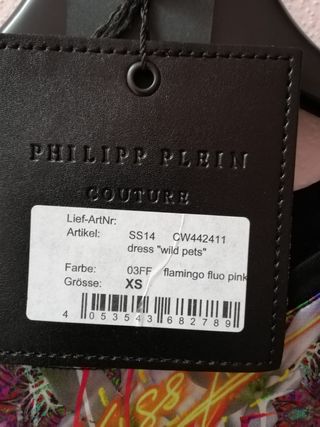 PHILIPP PLEIN
COUTURE
Lief-ArtNr:
Artikel: SS14 CW442411
dress "wild pets"
Farbe: 03FF flamingo fluo pink
Grösse: XS
4 053543 682789